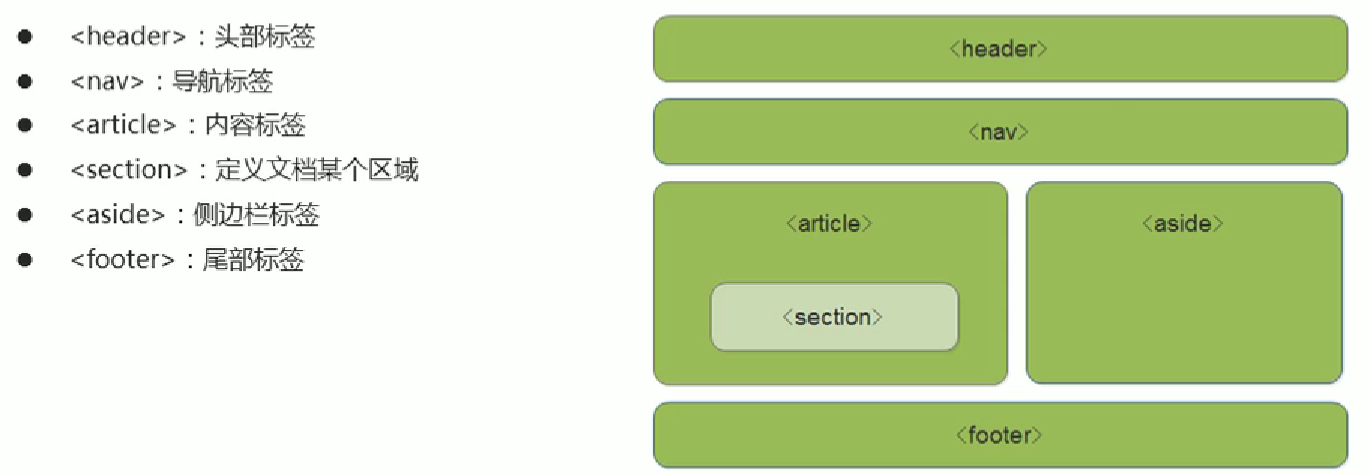 ● <header>：头部标签
● <nav>：导航标签
● <article>：内容标签
● <section>：定义文档某个区域
● <aside>：侧边栏标签
● <footer>：尾部标签
<header>
<nav>
<article>
<aside>
<section>
<footer>